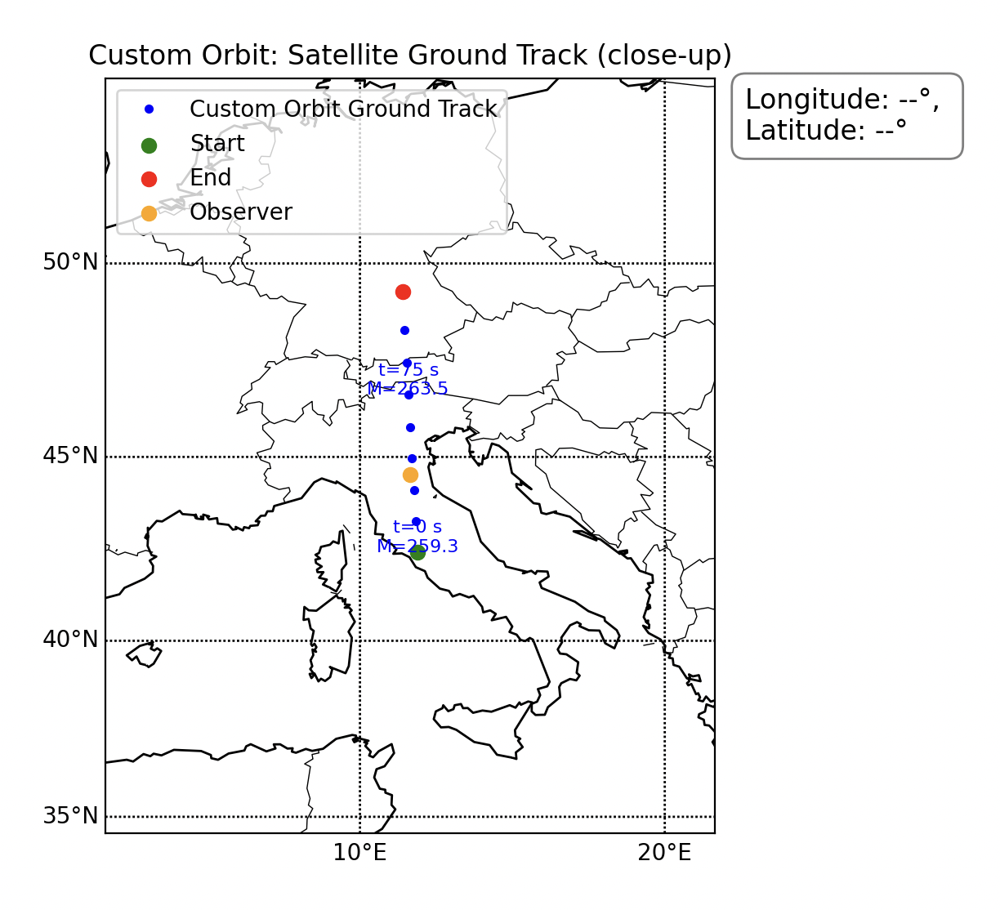 Custom Orbit: Satellite Ground Track (close-up)
Longitude: --°,
Latitude: --°
Custom Orbit Ground Track
Start
End
Observer
50°N
t=75 s
M=263.5
45°N
t=0 s
M=259.3
40°N
35°N
10°E
20°E